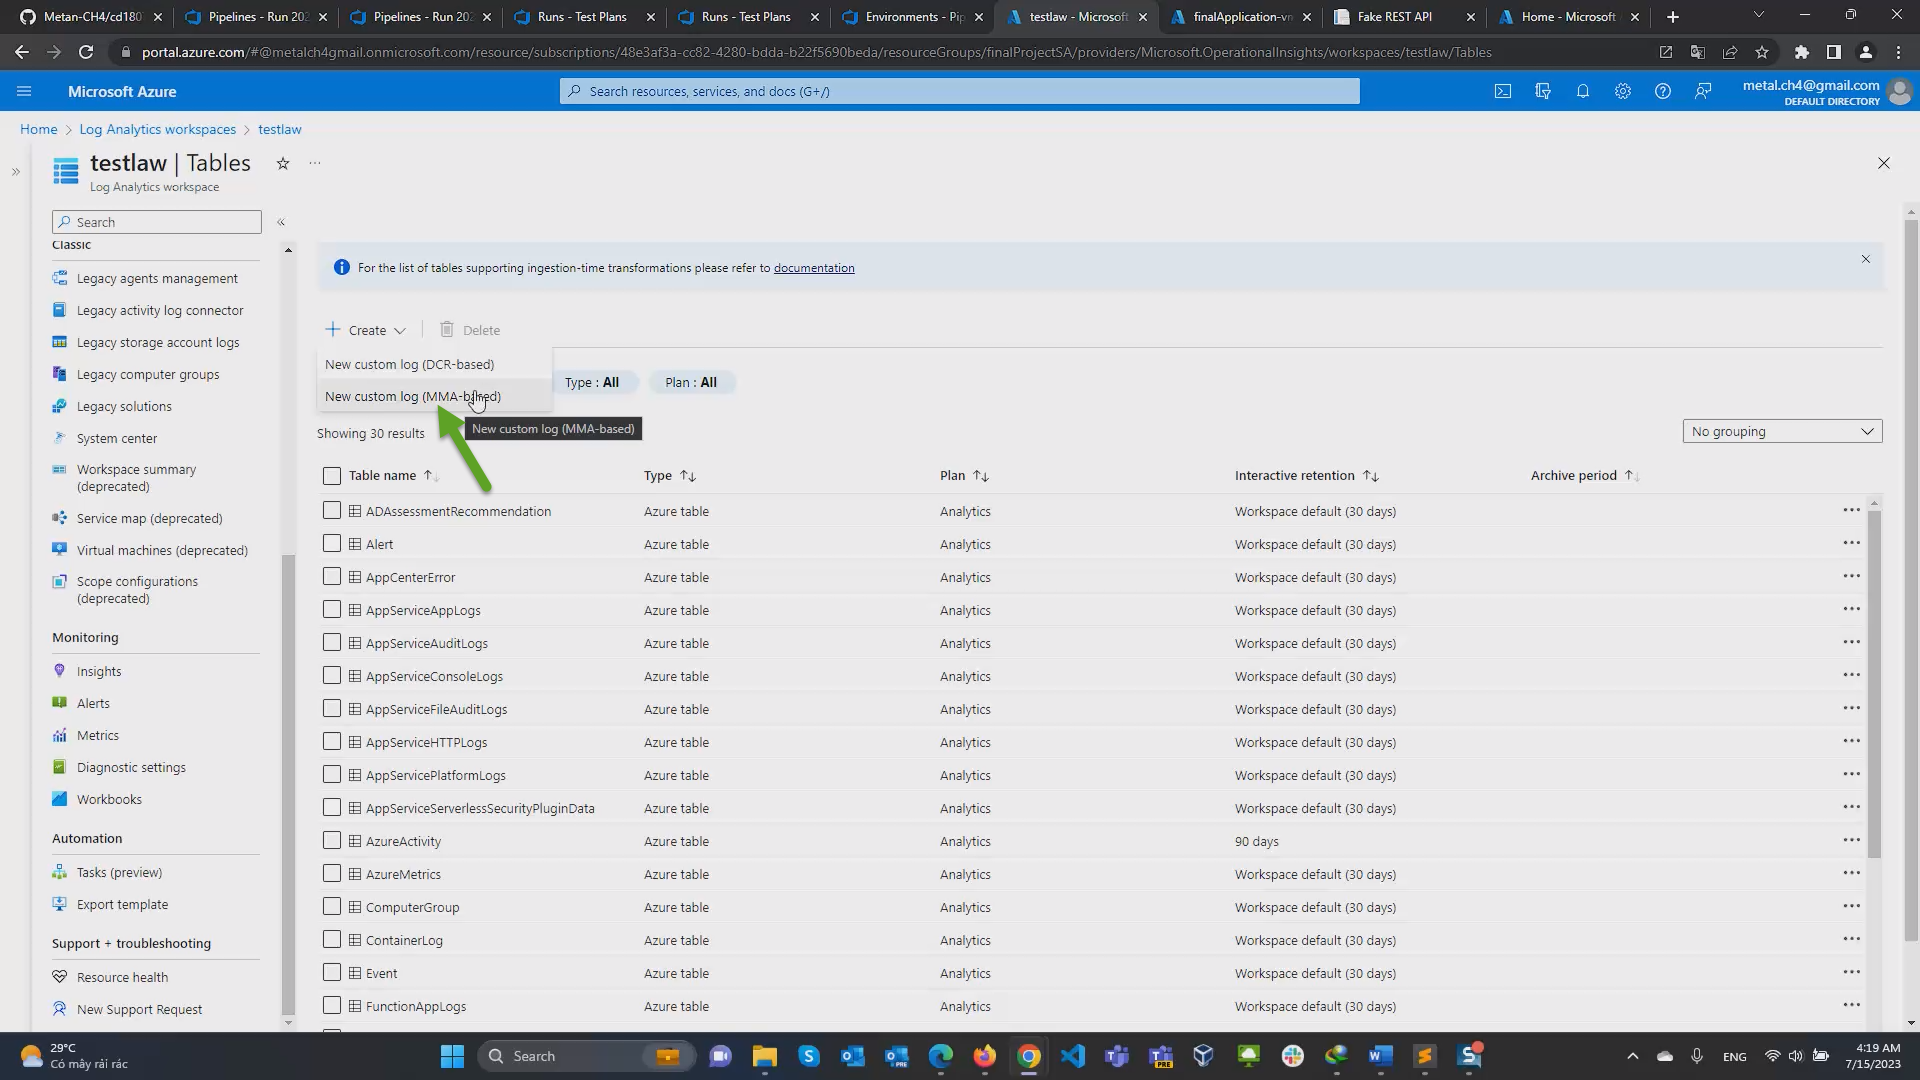 Metan-CH4/cd180
Pipelines - Run 202
Pipelines - Run 202
Runs - Test Plans
Runs - Test Plans
Environments - Pip
testlaw - Microsoft
finalApplication-vn
Fake REST API
Home - Microsoft
portal.azure.com/#@metalch4gmail.onmicrosoft.com/resource/subscriptions/48e3af3a-cc82-4280-bdda-b22f5690beda/resourceGroups/finalProjectSA/providers/Microsoft.OperationalInsights/workspaces/testlaw/Tables
Microsoft Azure
Search resources, services, and docs (G+/)
metal.ch4@gmail.com
DEFAULT DIRECTORY
Home > Log Analytics workspaces > testlaw
testlaw | Tables
Log Analytics workspace
Search
Classic
Legacy agents management
Legacy activity log connector
Legacy storage account logs
Legacy computer groups
Legacy solutions
System center
Workspace summary
(deprecated)
Service map (deprecated)
Virtual machines (deprecated)
Scope configurations
(deprecated)
Monitoring
Insights
Alerts
Metrics
Diagnostic settings
Workbooks
Automation
Tasks (preview)
Export template
Support + troubleshooting
Resource health
New Support Request
For the list of tables supporting ingestion-time transformations please refer to documentation
Create
Delete
New custom log (DCR-based)
New custom log (MMA-based)
New custom log (MMA-based)
Type : All
Plan : All
Showing 30 results
No grouping
Table name Type Plan Interactive retention Archive period
ADAssessmentRecommendation Azure table Analytics Workspace default (30 days)
Alert Azure table Analytics Workspace default (30 days)
AppCenterError Azure table Analytics Workspace default (30 days)
AppServiceAppLogs Azure table Analytics Workspace default (30 days)
AppServiceAuditLogs Azure table Analytics Workspace default (30 days)
AppServiceConsoleLogs Azure table Analytics Workspace default (30 days)
AppServiceFileAuditLogs Azure table Analytics Workspace default (30 days)
AppServiceHTTPLogs Azure table Analytics Workspace default (30 days)
AppServicePlatformLogs Azure table Analytics Workspace default (30 days)
AppServiceServerlessSecurityPluginData Azure table Analytics Workspace default (30 days)
AzureActivity Azure table Analytics 90 days
AzureMetrics Azure table Analytics Workspace default (30 days)
ComputerGroup Azure table Analytics Workspace default (30 days)
ContainerLog Azure table Analytics Workspace default (30 days)
Event Azure table Analytics Workspace default (30 days)
FunctionAppLogs Azure table Analytics Workspace default (30 days)
29°C
Có mây rải rác
Search
ENG
4:19 AM
7/15/2023